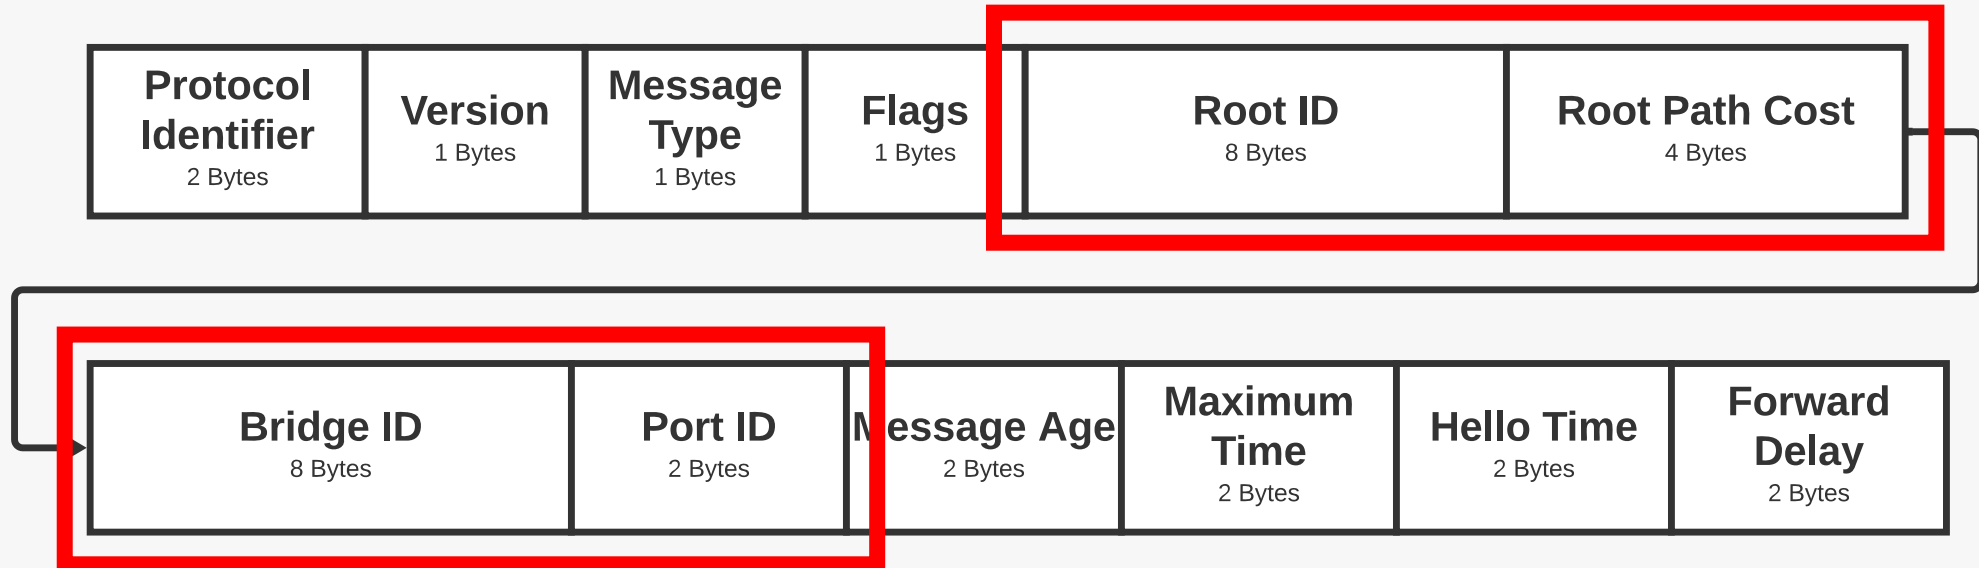 Protocol
Identifier
2 Bytes
Version
1 Bytes
Message
Type
1 Bytes
Flags
1 Bytes
Root ID
8 Bytes
Root Path Cost
4 Bytes
Bridge ID
8 Bytes
Port ID
2 Bytes
Message Age
2 Bytes
Maximum
Time
2 Bytes
Hello Time
2 Bytes
Forward
Delay
2 Bytes